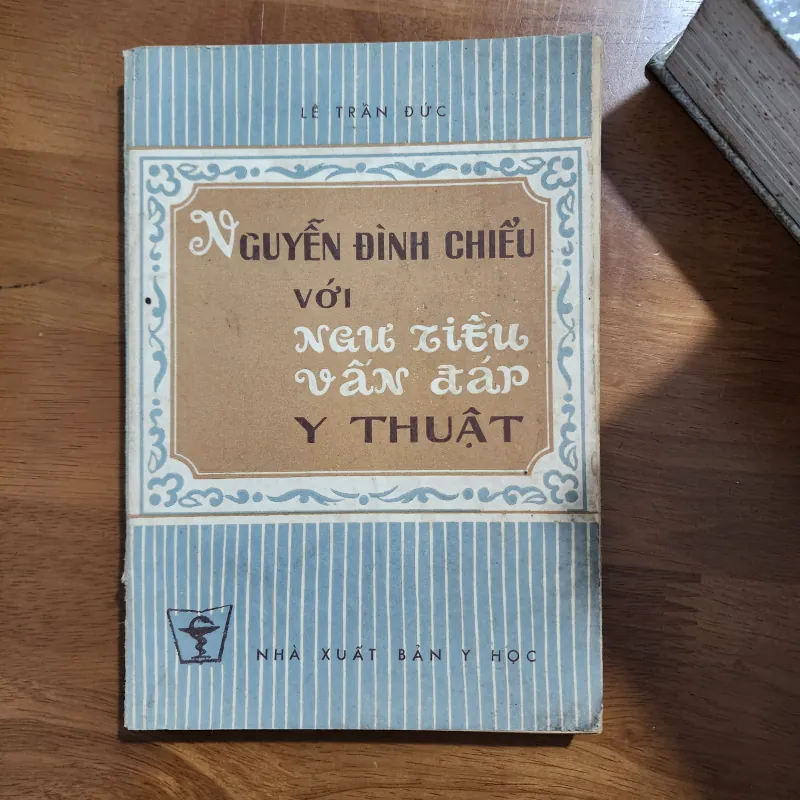 LÊ TRẦN ĐỨC
NGUYỄN ĐÌNH CHIỂU
VỚI
NGƯ TIỀU
VẤN ĐÁP
Y THUẬT
NHÀ XUẤT BẢN Y HỌC